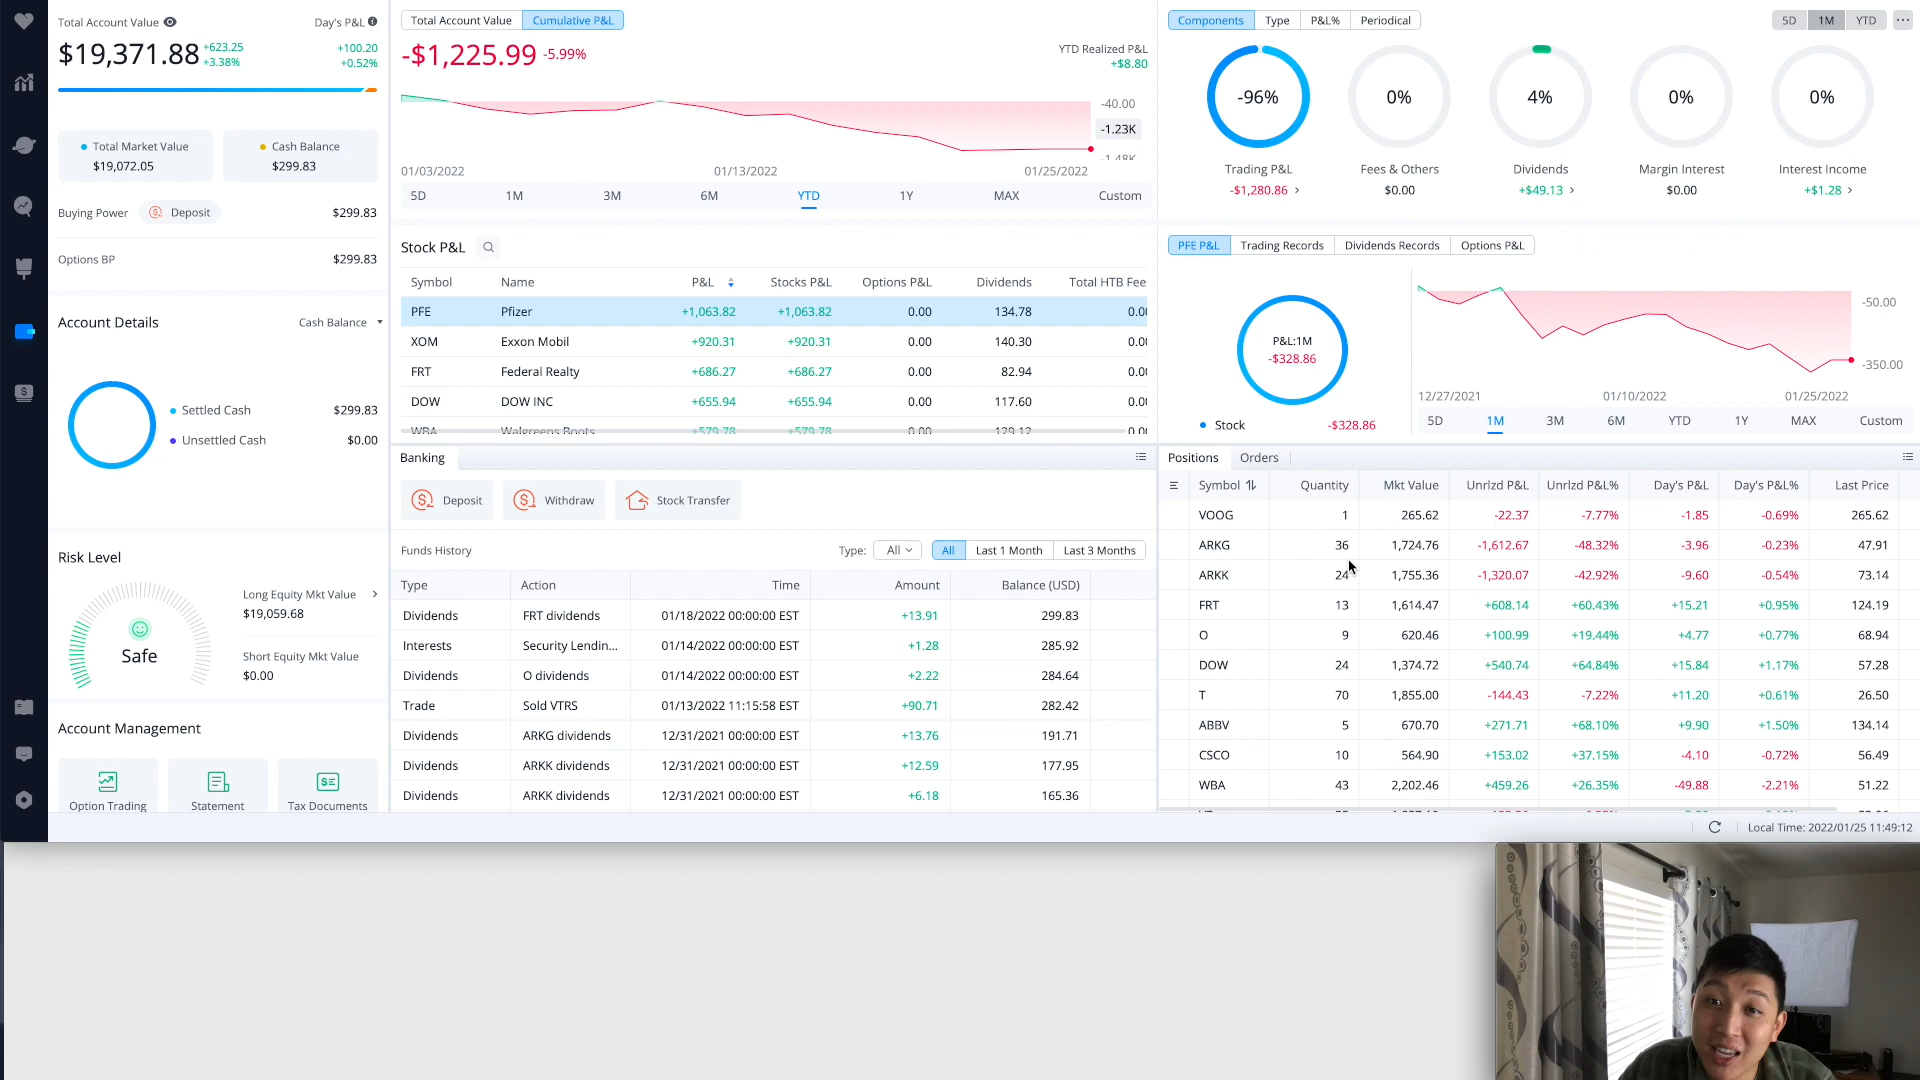 Total Account Value
Day's P&L
$19,371.88
+623.25
+3.38%
+100.20
+0.52%
Total Market Value
$19,072.05
Cash Balance
$299.83
Buying Power Deposit $299.83
Options BP $299.83
Account Details Cash Balance
Settled Cash $299.83
Unsettled Cash $0.00
Risk Level
Safe
Long Equity Mkt Value
$19,059.68
Short Equity Mkt Value
$0.00
Account Management
Option Trading Statement Tax Documents
Total Account Value Cumulative P&L
-$1,225.99 -5.99%
YTD Realized P&L
+$8.80
-40.00
-1.23K
-1.48K
01/03/2022 01/13/2022 01/25/2022
5D 1M 3M 6M YTD 1Y MAX Custom
Stock P&L
Symbol Name P&L Stocks P&L Options P&L Dividends Total HTB Fee
PFE Pfizer +1,063.82 +1,063.82 0.00 134.78 0.00
XOM Exxon Mobil +920.31 +920.31 0.00 140.30 0.00
FRT Federal Realty +686.27 +686.27 0.00 82.94 0.00
DOW DOW INC +655.94 +655.94 0.00 117.60 0.00
WBA Walgreens Boots +579.78 +579.78 0.00 129.12 0.00
Banking
Deposit Withdraw Stock Transfer
Funds History Type: All All Last 1 Month Last 3 Months
Type Action Time Amount Balance (USD)
Dividends FRT dividends 01/18/2022 00:00:00 EST +13.91 299.83
Interests Security Lendin... 01/14/2022 00:00:00 EST +1.28 285.92
Dividends O dividends 01/14/2022 00:00:00 EST +2.22 284.64
Trade Sold VTRS 01/13/2022 11:15:58 EST +90.71 282.42
Dividends ARKG dividends 12/31/2021 00:00:00 EST +13.76 191.71
Dividends ARKK dividends 12/31/2021 00:00:00 EST +12.59 177.95
Dividends ARKK dividends 12/31/2021 00:00:00 EST +6.18 165.36
Components Type P&L% Periodical 5D 1M YTD
-96% 0% 4% 0% 0%
Trading P&L Fees & Others Dividends Margin Interest Interest Income
-$1,280.86 $0.00 +$49.13 $0.00 +$1.28
PFE P&L Trading Records Dividends Records Options P&L
P&L:1M
-$328.86
Stock -$328.86
-50.00
-350.00
12/27/2021 01/10/2022 01/25/2022
5D 1M 3M 6M YTD 1Y MAX Custom
Positions Orders
Symbol Quantity Mkt Value Unrlzd P&L Unrlzd P&L% Day's P&L Day's P&L% Last Price
VOOG 1 265.62 -22.37 -7.77% -1.85 -0.69% 265.62
ARKG 36 1,724.76 -1,612.67 -48.32% -3.96 -0.23% 47.91
ARKK 24 1,755.36 -1,320.07 -42.92% -9.60 -0.54% 73.14
FRT 13 1,614.47 +608.14 +60.43% +15.21 +0.95% 124.19
O 9 620.46 +100.99 +19.44% +4.77 +0.77% 68.94
DOW 24 1,374.72 +540.74 +64.84% +15.84 +1.17% 57.28
T 70 1,855.00 -144.43 -7.22% +11.20 +0.61% 26.50
ABBV 5 670.70 +271.71 +68.10% +9.90 +1.50% 134.14
CSCO 10 564.90 +153.02 +37.15% -4.10 -0.72% 56.49
WBA 43 2,202.46 +459.26 +26.35% -49.88 -2.21% 51.22
Local Time: 2022/01/25 11:49:12